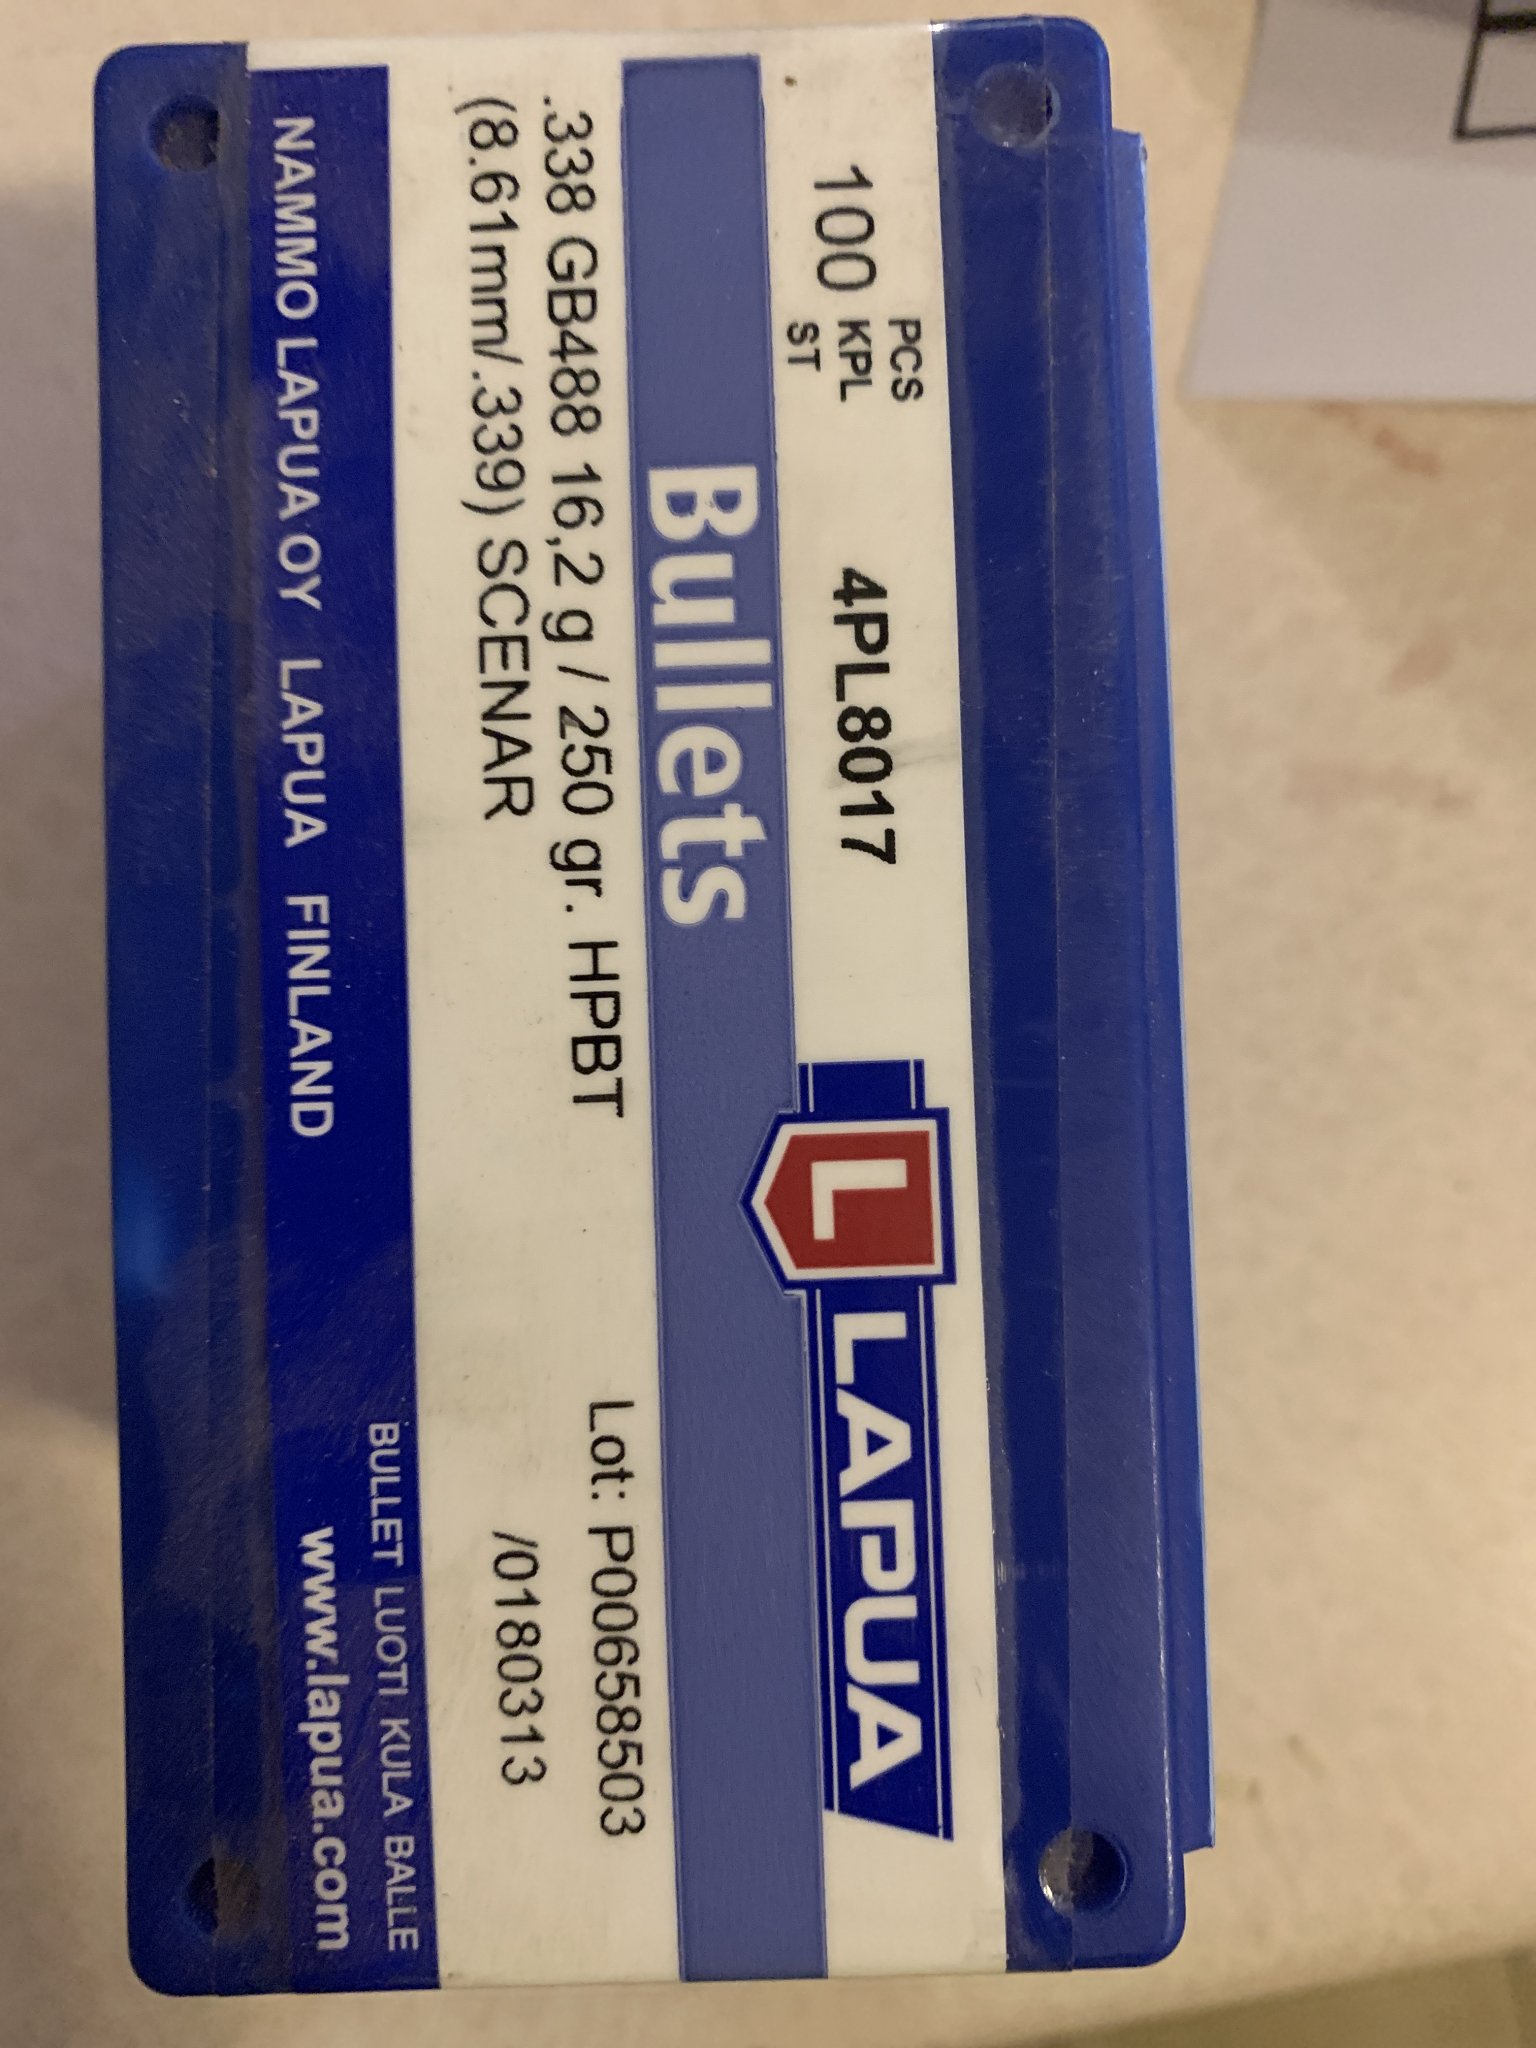 100 PCS
KPL
ST
4PL8017
L LAPUA
Bullets
.338 GB488 16,2 g / 250 gr. HPBT
(8.61mm/.339) SCENAR
Lot: P00658503
/0180313
BULLET LUOTI KULA BALLE
NAMMO LAPUA OY LAPUA FINLAND
www.lapua.com